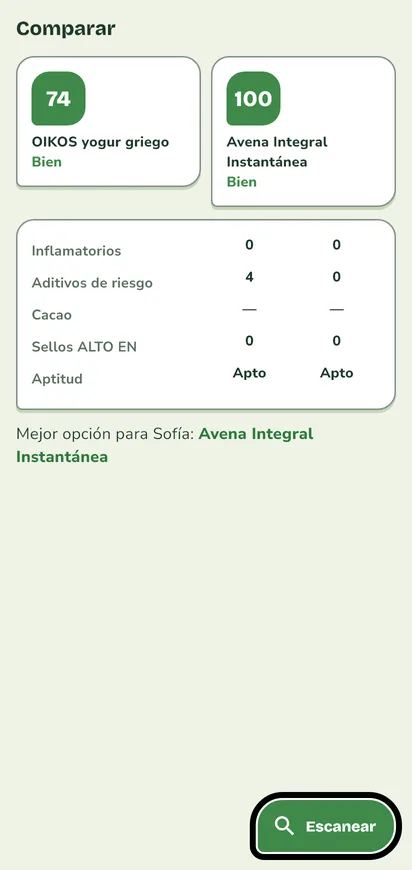 Comparar
74
OIKOS yogur griego
Bien
100
Avena Integral
Instantánea
Bien
Inflamatorios 0 0
Aditivos de riesgo 4 0
Cacao — —
Sellos ALTO EN 0 0
Aptitud Apto Apto
Mejor opción para Sofía: Avena Integral
Instantánea
Escanear